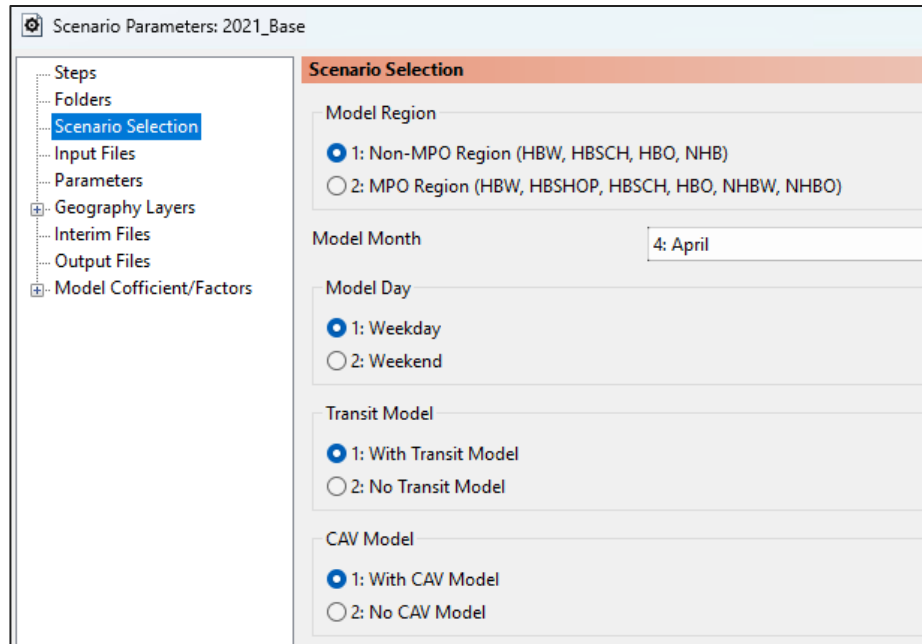 Scenario Parameters: 2021_Base
Steps
Folders
Scenario Selection
Input Files
Parameters
Geography Layers
Interim Files
Output Files
Model Cofficient/Factors
Scenario Selection
Model Region
1: Non-MPO Region (HBW, HBSCH, HBO, NHB)
2: MPO Region (HBW, HBSHOP, HBSCH, HBO, NHBW, NHBO)
Model Month
4: April
Model Day
1: Weekday
2: Weekend
Transit Model
1: With Transit Model
2: No Transit Model
CAV Model
1: With CAV Model
2: No CAV Model